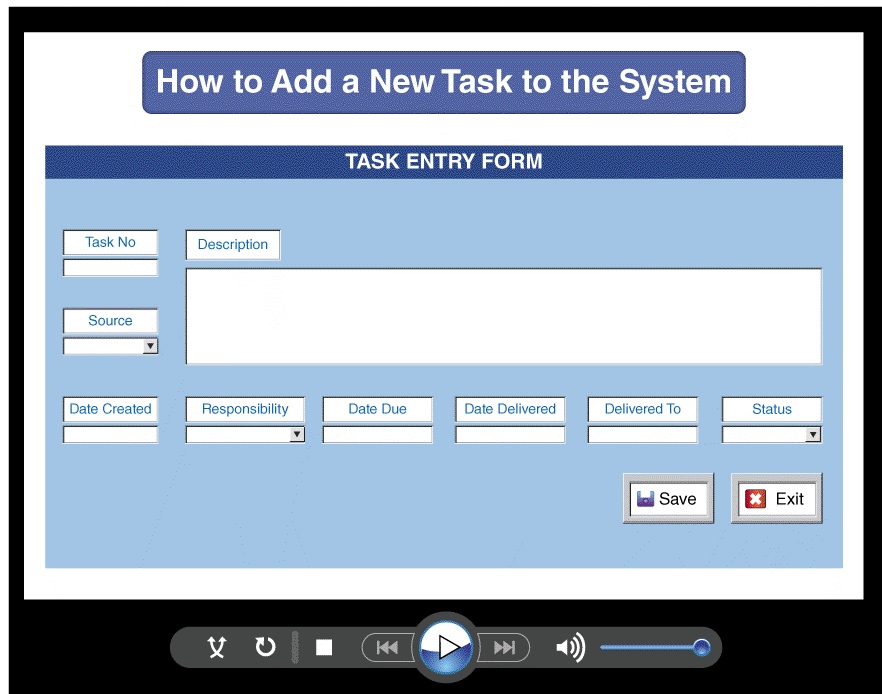 How to Add a New Task to the System
TASK ENTRY FORM
Task No
Description
Source
Date Created
Responsibility
Date Due
Date Delivered
Delivered To
Status
Save
Exit